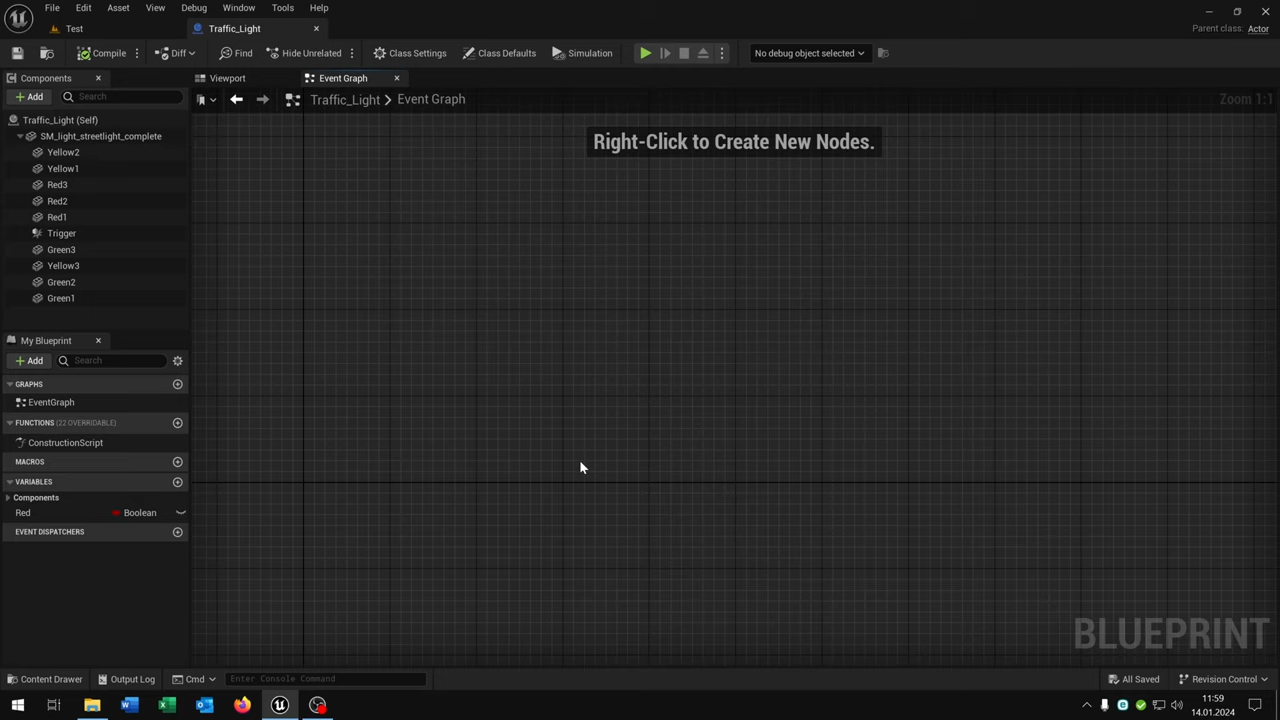 File Edit View Debug Window Tools Help
Test
Traffic_Light
Parent class: Actor
Compile
Diff
Find
Hide Unrelated
Class Settings
Class Defaults
Simulation
No debug object selected
Components
Viewport
Event Graph
Add
Search
Traffic_Light > Event Graph
Zoom 1:1
Right-Click to Create New Nodes.
Traffic_Light (Self)
SM_light_streetlight_complete
Yellow2
Yellow1
Red3
Red2
Red1
Trigger
Green3
Yellow3
Green2
Green1
My Blueprint
Add
Search
GRAPHS
EventGraph
FUNCTIONS (22 OVERRIDABLE)
ConstructionScript
MACROS
VARIABLES
Components
Red Boolean
EVENT DISPATCHERS
BLUEPRINT
Content Drawer
Output Log
Cmd
Enter Console Command
All Saved
Revision Control
11:59
14.01.2024